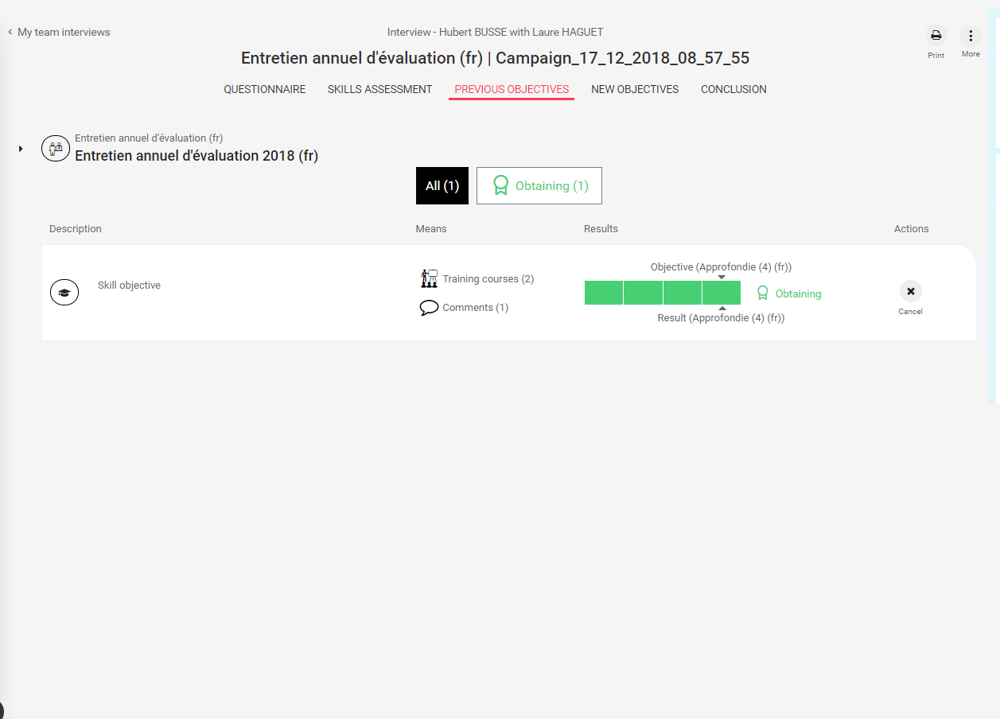 My team interviews
Interview - Hubert BUSSE with Laure HAGUET
Print
More
Entretien annuel d'évaluation (fr) | Campaign_17_12_2018_08_57_55
QUESTIONNAIRE SKILLS ASSESSMENT PREVIOUS OBJECTIVES NEW OBJECTIVES CONCLUSION
Entretien annuel d'évaluation (fr)
Entretien annuel d'évaluation 2018 (fr)
All (1) Obtaining (1)
Description Means Results Actions
Skill objective
Training courses (2)
Comments (1)
Objective (Approfondie (4) (fr))
Obtaining
Result (Approfondie (4) (fr))
Cancel